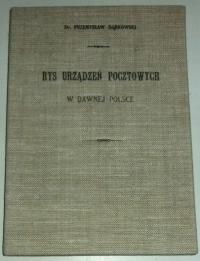 Dr. PRZEMYSŁAW DĄBKOWSKI
RYS URZĄDZEŃ POCZTOWYCH
W DAWNEJ POLSCE